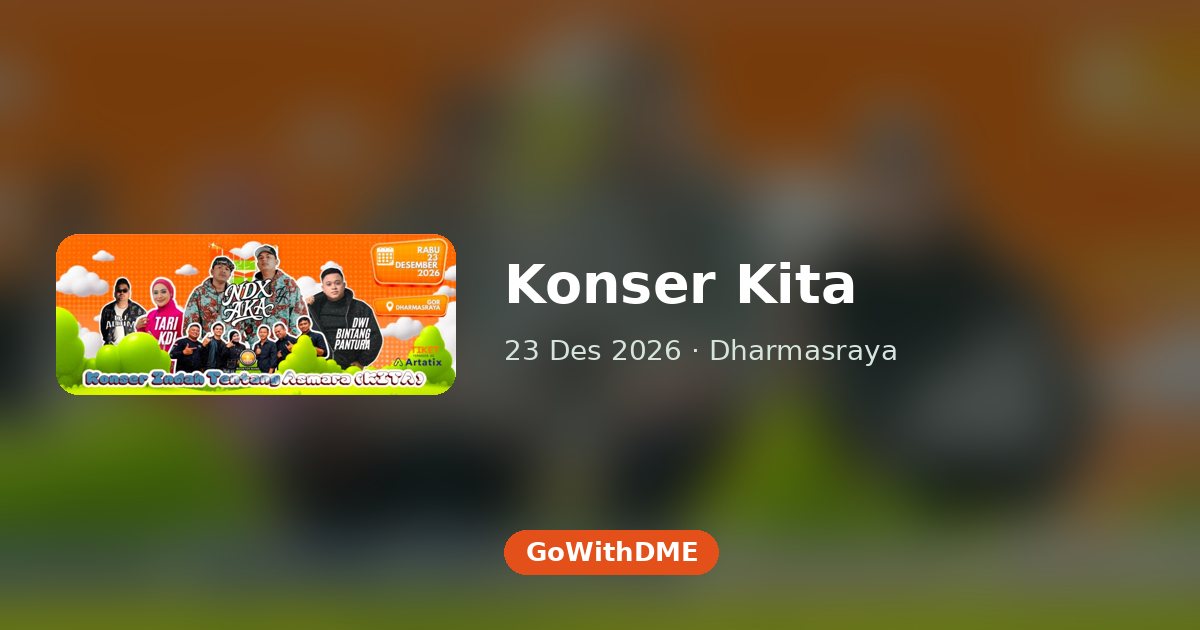 RABU
23
DESEMBER
2026
GOR
DHARMASRAYA
NDX
AKA
TARI
KDI
DWI
BINTANG
PANTURA
Artatix
Konser Indah Tentang Asmara (KITA)
Konser Kita
23 Des 2026 · Dharmasraya
GoWithDME